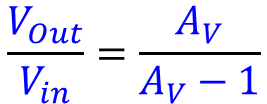 V_Out / V_in = A_V / (A_V − 1)